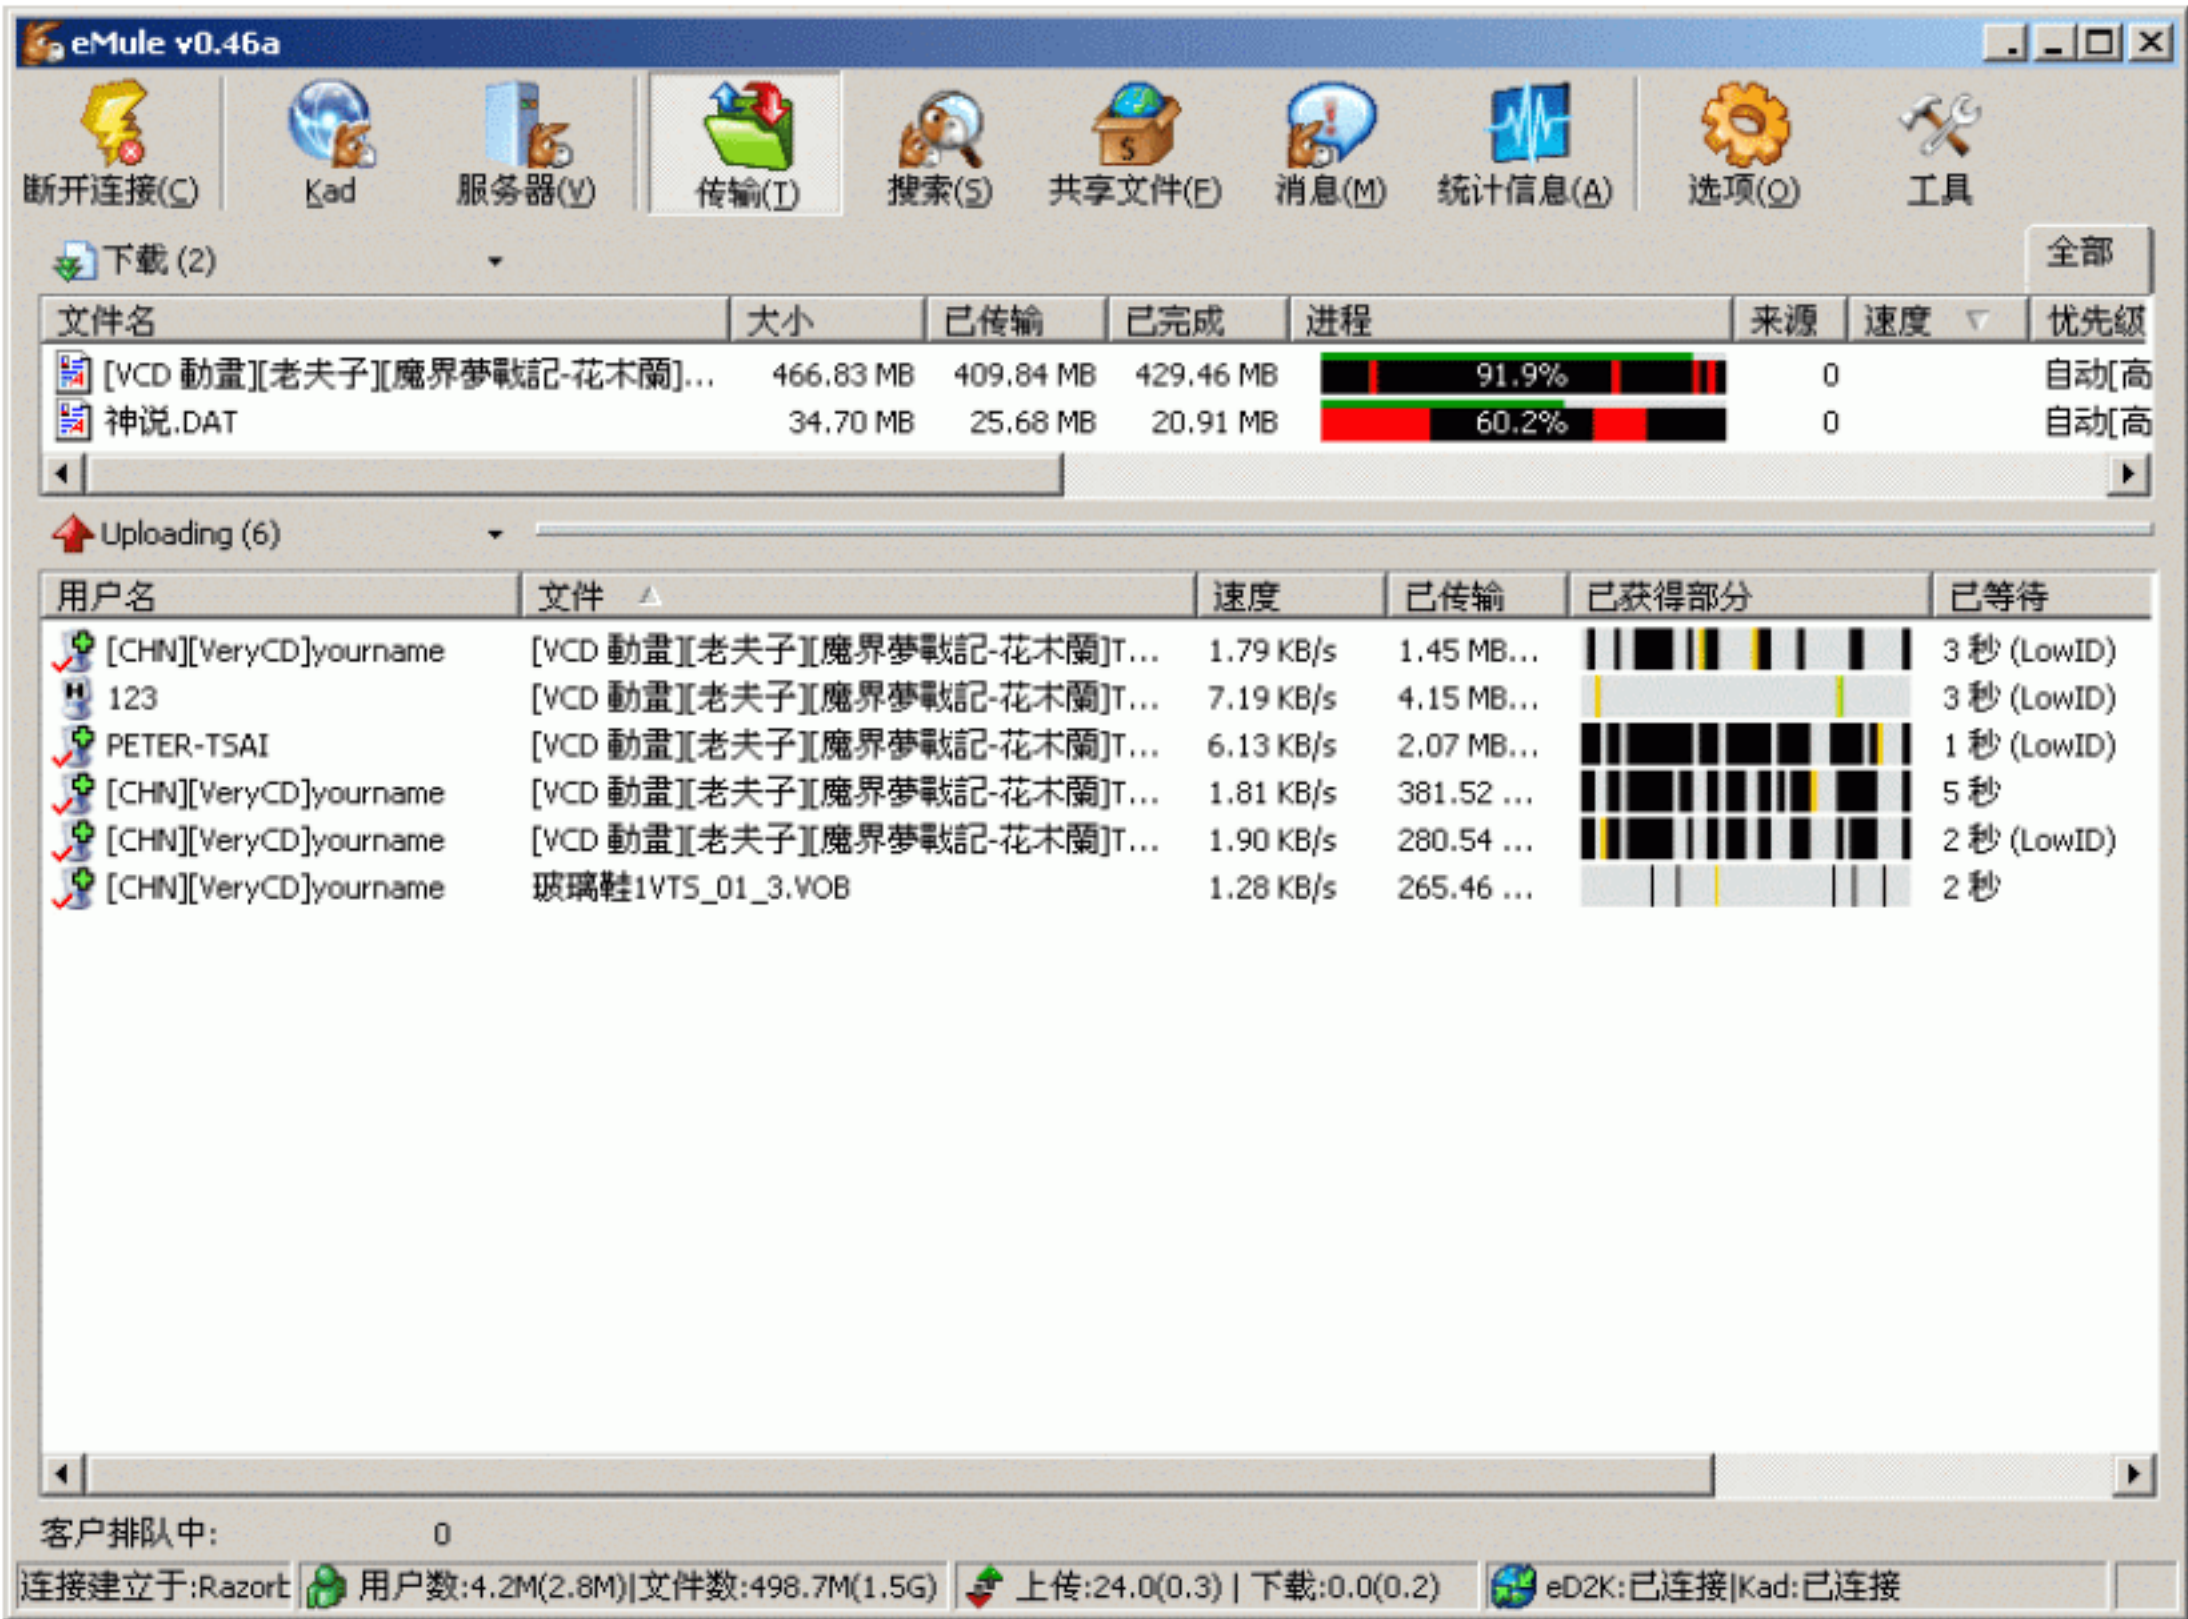 eMule v0.46a
断开连接(C) Kad 服务器(V) 传输(T) 搜索(S) 共享文件(F) 消息(M) 统计信息(A) 选项(O) 工具
下载 (2) 全部
文件名 大小 已传输 已完成 进程 来源 速度 优先级
[VCD 動畫][老夫子][魔界夢戰記-花木蘭]... 466.83 MB 409.84 MB 429.46 MB 91.9% 0 自动[高
神说.DAT 34.70 MB 25.68 MB 20.91 MB 60.2% 0 自动[高
Uploading (6)
用户名 文件 速度 已传输 已获得部分 已等待
[CHN][VeryCD]yourname [VCD 動畫][老夫子][魔界夢戰記-花木蘭]T... 1.79 KB/s 1.45 MB... 3 秒 (LowID)
123 [VCD 動畫][老夫子][魔界夢戰記-花木蘭]T... 7.19 KB/s 4.15 MB... 3 秒 (LowID)
PETER-TSAI [VCD 動畫][老夫子][魔界夢戰記-花木蘭]T... 6.13 KB/s 2.07 MB... 1 秒 (LowID)
[CHN][VeryCD]yourname [VCD 動畫][老夫子][魔界夢戰記-花木蘭]T... 1.81 KB/s 381.52 ... 5 秒
[CHN][VeryCD]yourname [VCD 動畫][老夫子][魔界夢戰記-花木蘭]T... 1.90 KB/s 280.54 ... 2 秒 (LowID)
[CHN][VeryCD]yourname 玻璃鞋1VTS_01_3.VOB 1.28 KB/s 265.46 ... 2 秒
客户排队中: 0
连接建立于:Razorb 用户数:4.2M(2.8M)|文件数:498.7M(1.5G) 上传:24.0(0.3) | 下载:0.0(0.2) eD2K:已连接|Kad:已连接